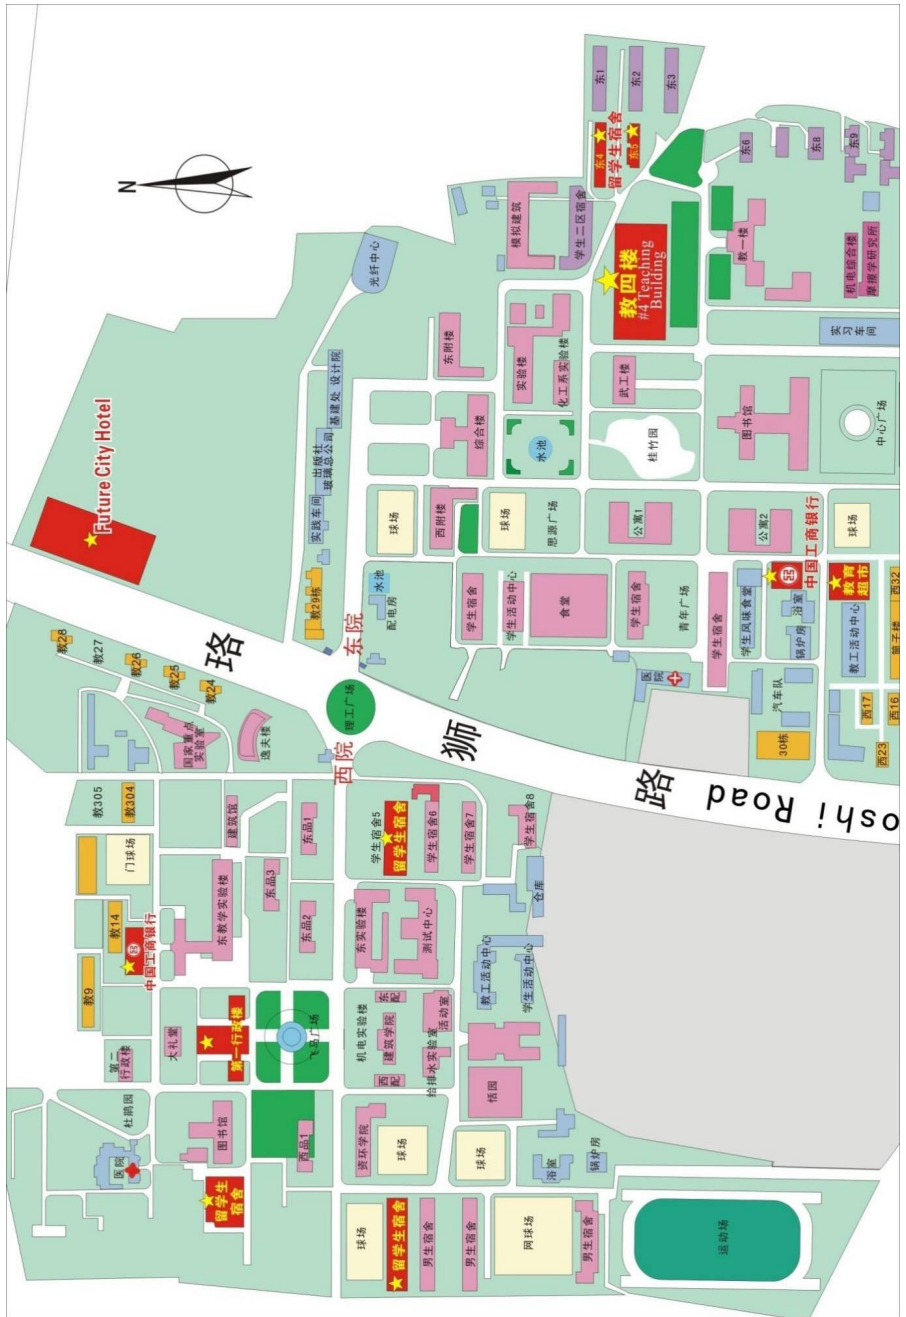 N
Future City Hotel
光纤中心
基建处 设计院
出版社
玻璃总公司
实践车间
教29栋
东院
配电房
水池
球场
西附楼
综合楼
东附楼
模拟建筑
学生二区宿舍
东1
东2
东3
东4
东5
留学生宿舍
东6
东8
东9
教四楼
#4 Teaching
Building
教一楼
机电综合楼
摩擦学研究所
实习车间
实验楼
化工系实验楼
武工楼
图书馆
中心广场
水池
桂竹园
球场
思源广场
公寓1
公寓2
中国工商银行
球场
学生宿舍
学生活动中心
食堂
学生宿舍
青年广场
学生宿舍
学生风味食堂
浴室
锅炉房
教育
超市
教工活动中心
西32
笛子楼
西17
西16
西23
汽车队
30栋
医院
教28
教27
教26
教25
教24
珞
狮
路
oshi Road
理工广场
西院
国家重点
实验室
逸夫楼
教305
教304
门球场
建筑馆
东品1
东品3
东品2
东教学实验楼
教14
中国工商银行
教9
学生宿舍5
留学生宿舍
学生宿舍6
学生宿舍7
学生宿舍8
仓库
东实验楼
测试中心
教工活动中心
学生活动中心
第二
行政楼
大礼堂
第一行政楼
飞马广场
机电实验楼
东配
建筑学院
西配
活动室
给排水实验室
恬园
杜鹃园
医院
图书馆
西品1
资环学院
球场
球场
浴室
锅炉房
留学生
宿舍
球场
留学生宿舍
男生宿舍
男生宿舍
网球场
男生宿舍
运动场